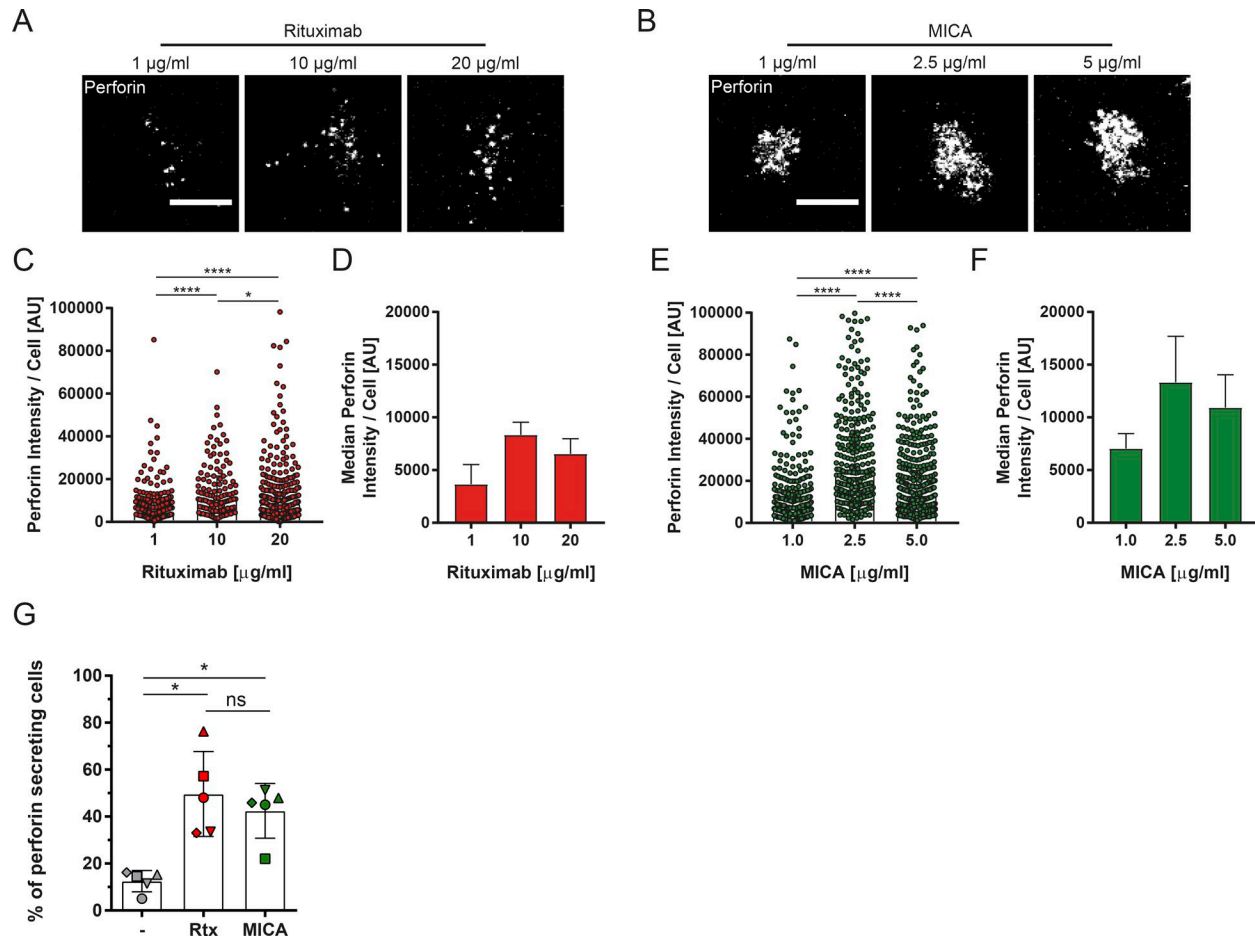 A
Rituximab
1 µg/ml 10 µg/ml 20 µg/ml
Perforin
B
MICA
1 µg/ml 2.5 µg/ml 5 µg/ml
Perforin
C
****
**** *
Perforin Intensity / Cell [AU]
100000
80000
60000
40000
20000
0
1 10 20
Rituximab [µg/ml]
D
Median Perforin
Intensity / Cell [AU]
20000
15000
10000
5000
0
1 10 20
Rituximab [µg/ml]
E
****
**** ****
Perforin Intensity / Cell [AU]
100000
80000
60000
40000
20000
0
1.0 2.5 5.0
MICA [µg/ml]
F
Median Perforin
Intensity / Cell [AU]
20000
15000
10000
5000
0
1.0 2.5 5.0
MICA [µg/ml]
G
*
*
ns
% of perforin secreting cells
100
80
60
40
20
0
- Rtx MICA